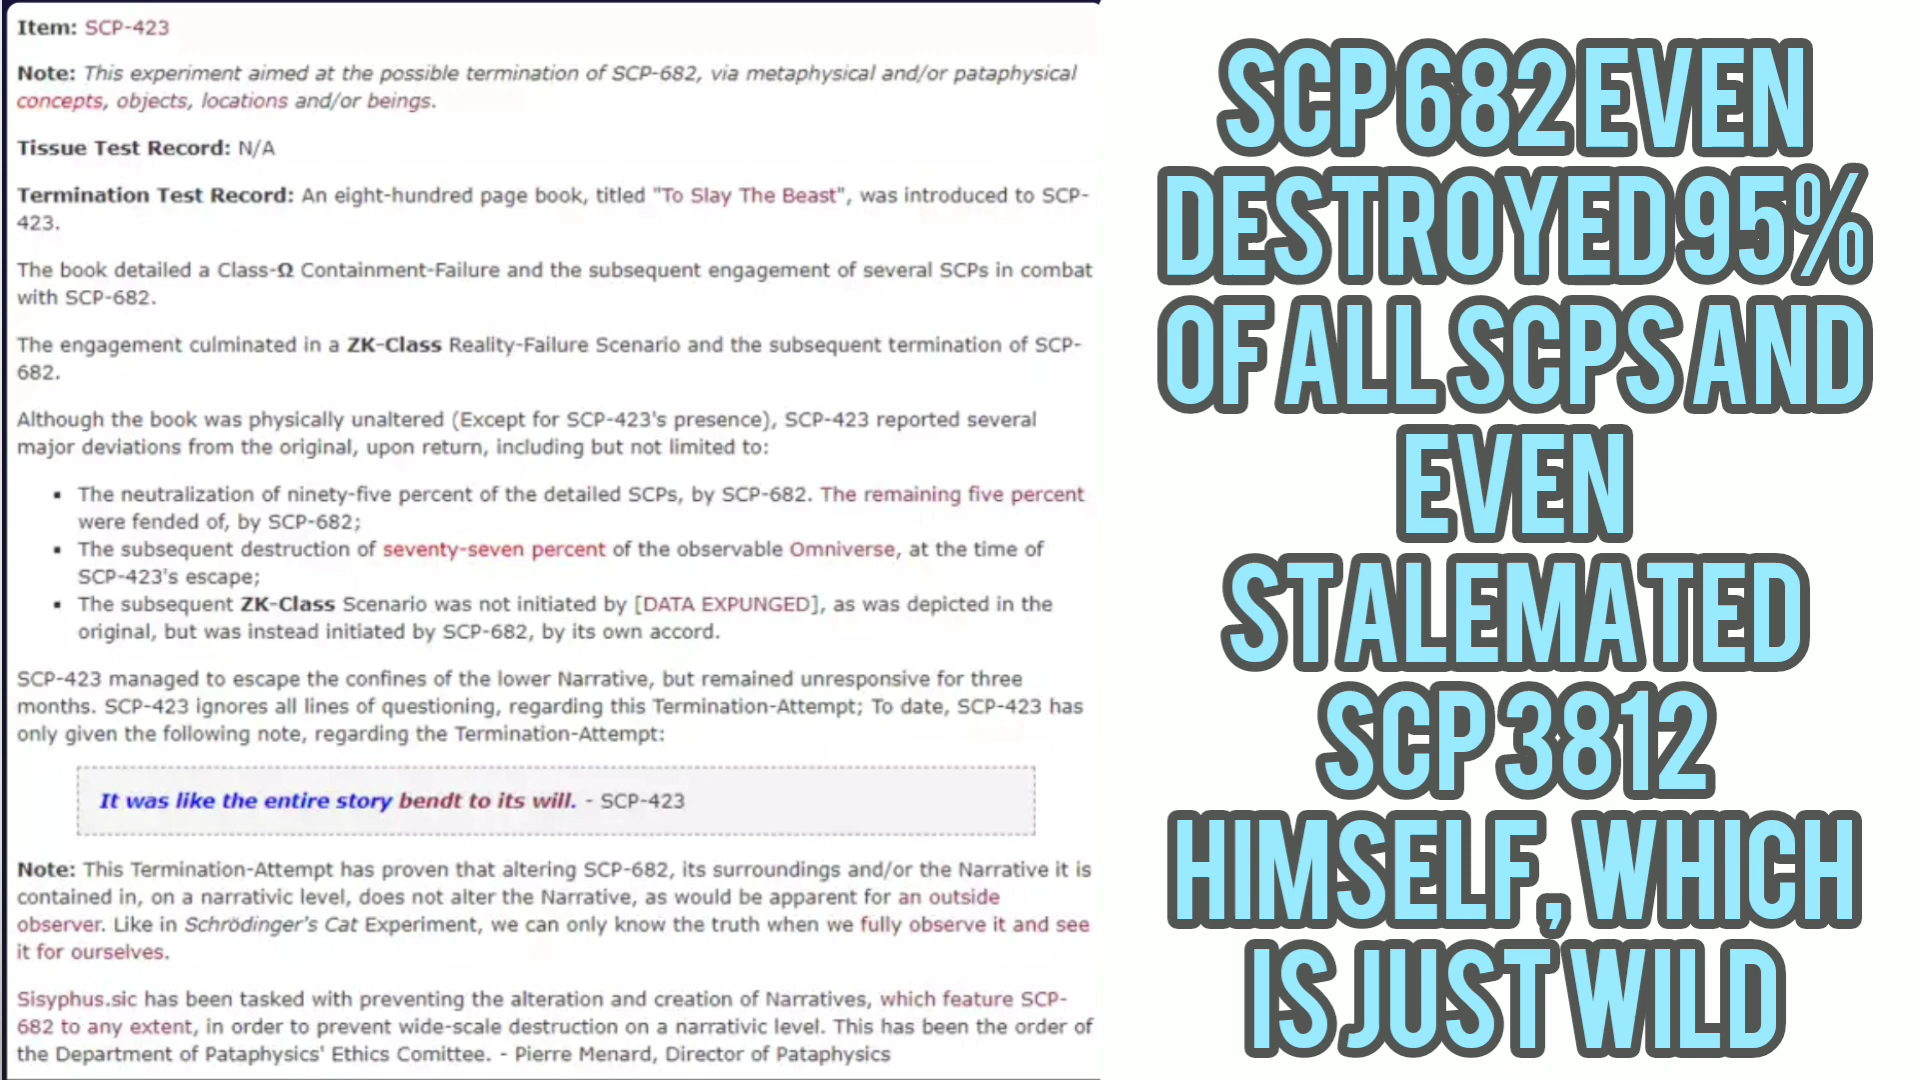 Item: SCP-423
Note: This experiment aimed at the possible termination of SCP-682, via metaphysical and/or pataphysical
concepts, objects, locations and/or beings.
Tissue Test Record: N/A
Termination Test Record: An eight-hundred page book, titled "To Slay The Beast", was introduced to SCP-
423.
The book detailed a Class-Ω Containment-Failure and the subsequent engagement of several SCPs in combat
with SCP-682.
The engagement culminated in a ZK-Class Reality-Failure Scenario and the subsequent termination of SCP-
682.
Although the book was physically unaltered (Except for SCP-423's presence), SCP-423 reported several
major deviations from the original, upon return, including but not limited to:
▪ The neutralization of ninety-five percent of the detailed SCPs, by SCP-682. The remaining five percent
were fended of, by SCP-682;
▪ The subsequent destruction of seventy-seven percent of the observable Omniverse, at the time of
SCP-423's escape;
▪ The subsequent ZK-Class Scenario was not initiated by [DATA EXPUNGED], as was depicted in the
original, but was instead initiated by SCP-682, by its own accord.
SCP-423 managed to escape the confines of the lower Narrative, but remained unresponsive for three
months. SCP-423 ignores all lines of questioning, regarding this Termination-Attempt; To date, SCP-423 has
only given the following note, regarding the Termination-Attempt:
It was like the entire story bendt to its will. - SCP-423
Note: This Termination-Attempt has proven that altering SCP-682, its surroundings and/or the Narrative it is
contained in, on a narrativic level, does not alter the Narrative, as would be apparent for an outside
observer. Like in Schrödinger's Cat Experiment, we can only know the truth when we fully observe it and see
it for ourselves.
Sisyphus.sic has been tasked with preventing the alteration and creation of Narratives, which feature SCP-
682 to any extent, in order to prevent wide-scale destruction on a narrativic level. This has been the order of
the Department of Pataphysics' Ethics Comittee. - Pierre Menard, Director of Pataphysics
SCP 682 EVEN
DESTROYED 95%
OF ALL SCPS AND
EVEN
STALEMATED
SCP 3812
HIMSELF, WHICH
IS JUST WILD